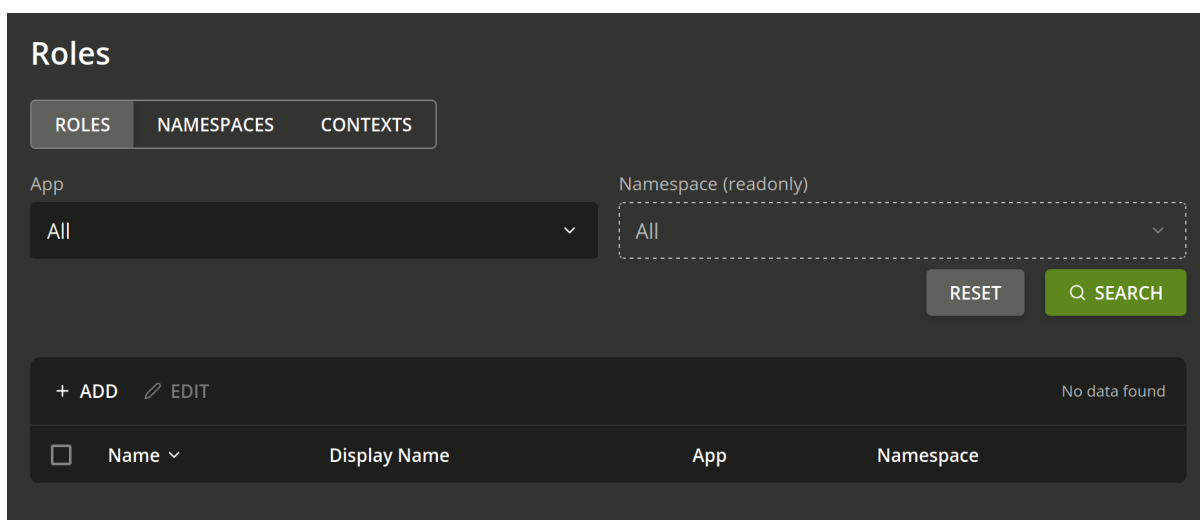 Roles
ROLES NAMESPACES CONTEXTS
App Namespace (readonly)
All All
RESET SEARCH
+ ADD EDIT No data found
Name Display Name App Namespace